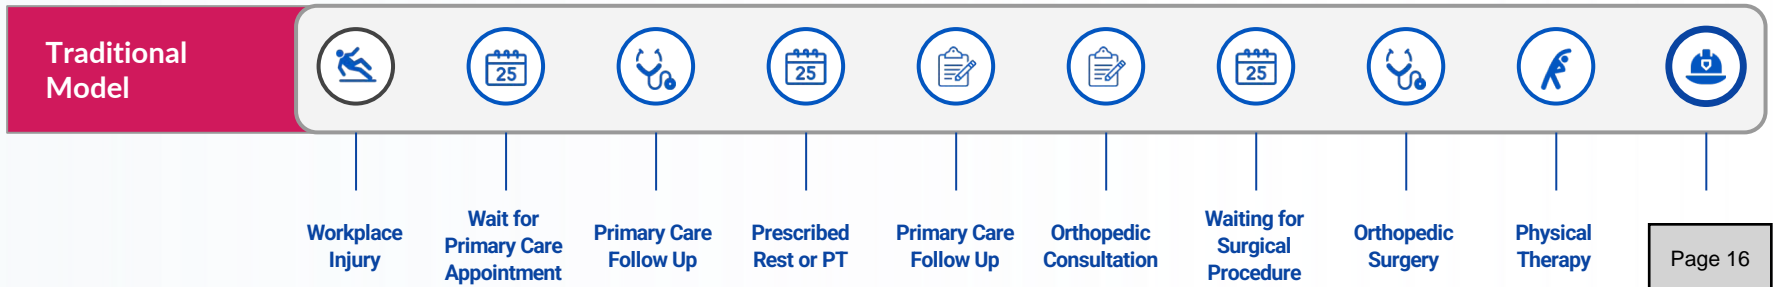 Traditional
Model
25
25
25
Workplace
Injury
Wait for
Primary Care
Appointment
Primary Care
Follow Up
Prescribed
Rest or PT
Primary Care
Follow Up
Orthopedic
Consultation
Waiting for
Surgical
Procedure
Orthopedic
Surgery
Physical
Therapy
Page 16